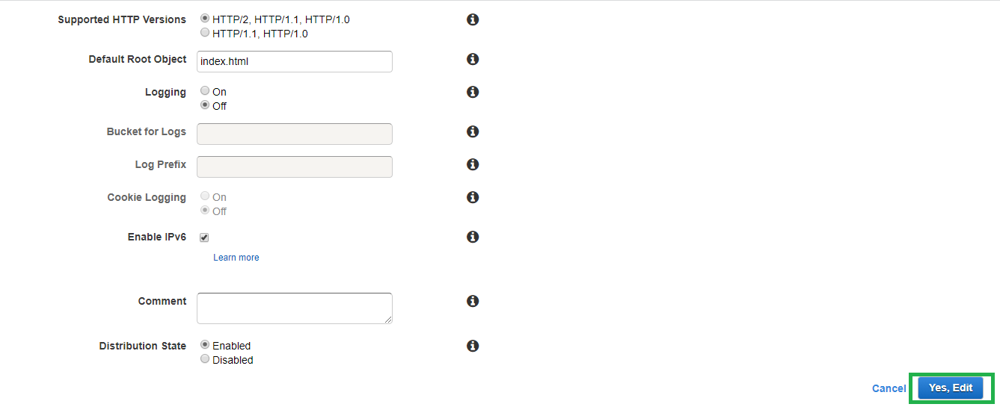 Supported HTTP Versions HTTP/2, HTTP/1.1, HTTP/1.0
HTTP/1.1, HTTP/1.0
Default Root Object index.html
Logging On
Off
Bucket for Logs
Log Prefix
Cookie Logging On
Off
Enable IPv6
Learn more
Comment
Distribution State Enabled
Disabled
Cancel Yes, Edit